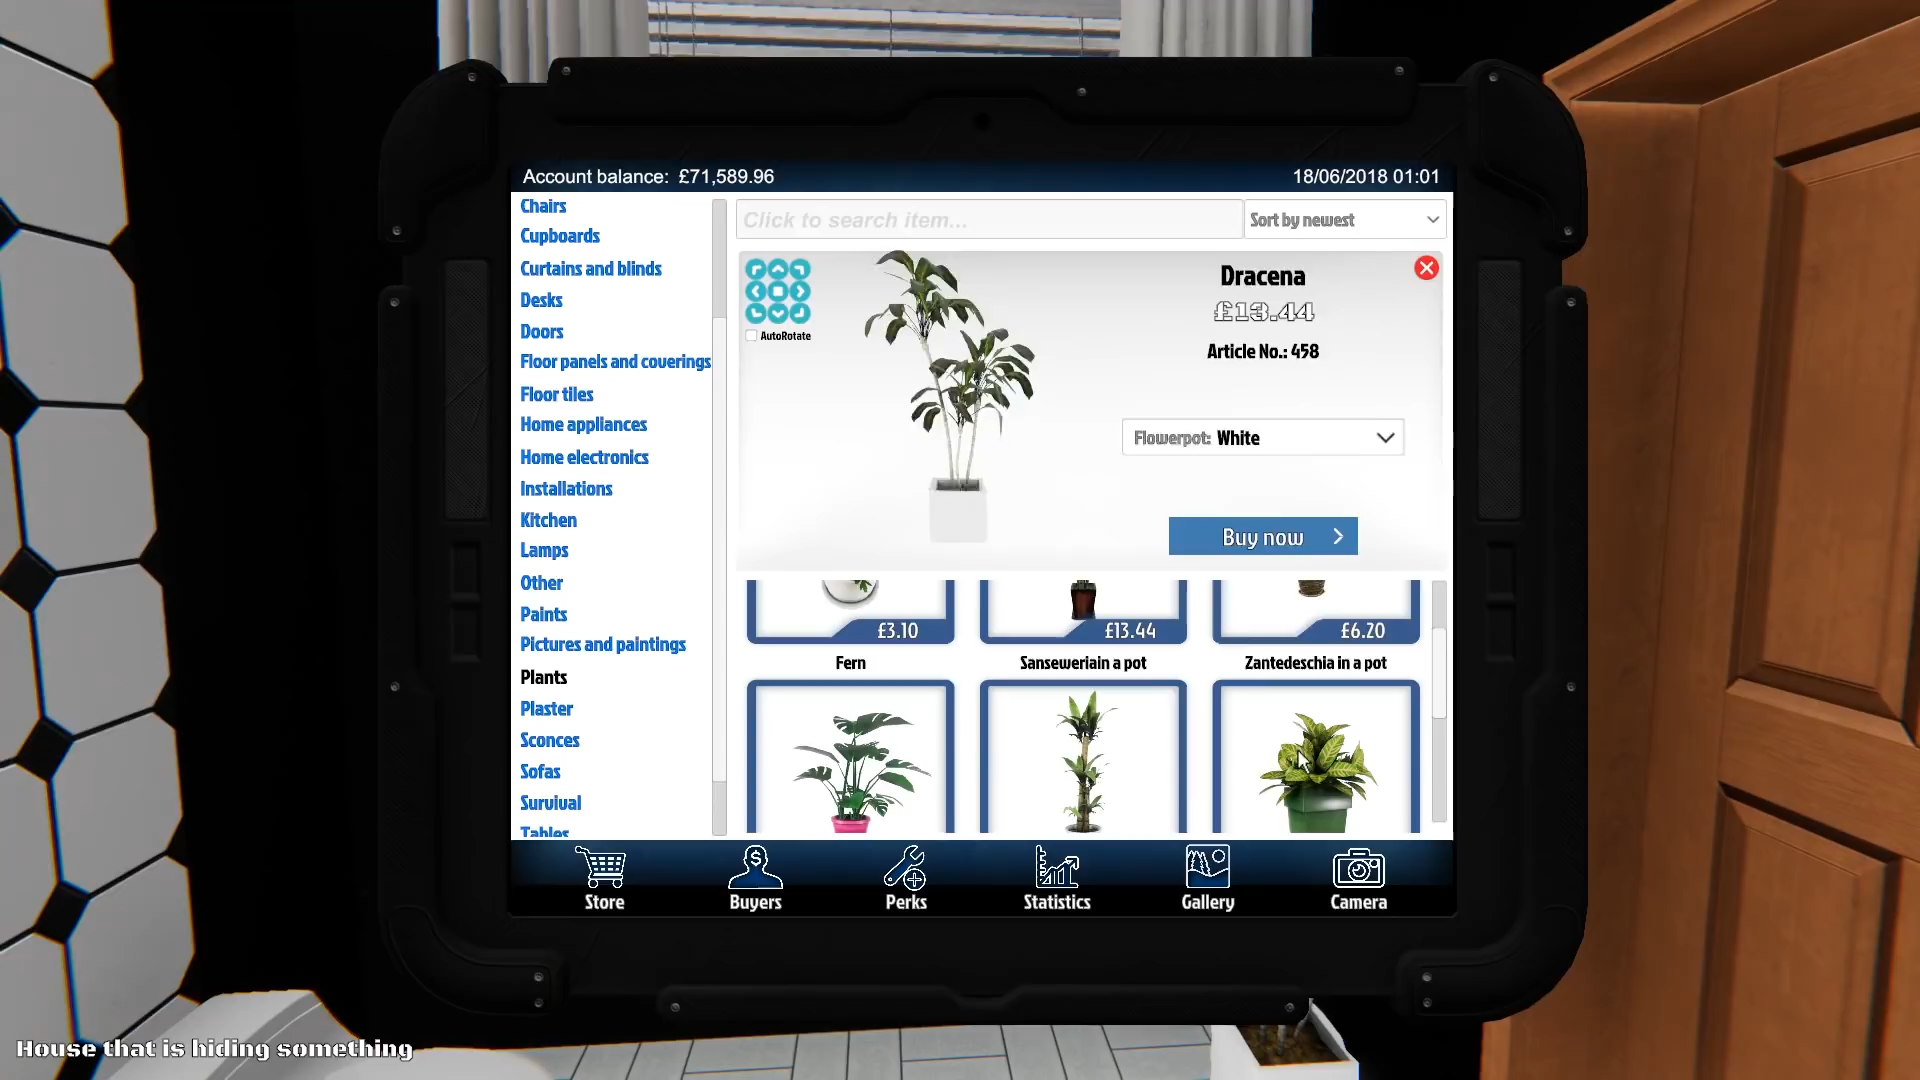 Account balance: £71,589.96
18/06/2018 01:01
Chairs
Cupboards
Curtains and blinds
Desks
Doors
Floor panels and coverings
Floor tiles
Home appliances
Home electronics
Installations
Kitchen
Lamps
Other
Paints
Pictures and paintings
Plants
Plaster
Sconces
Sofas
Survival
Tables
Click to search item...
Sort by newest
AutoRotate
Dracena
£13.44
Article No.: 458
Flowerpot: White
Buy now
£3.10
£13.44
£6.20
Fern
Sanseweriain a pot
Zantedeschia in a pot
Store
Buyers
Perks
Statistics
Gallery
Camera
House that is hiding something